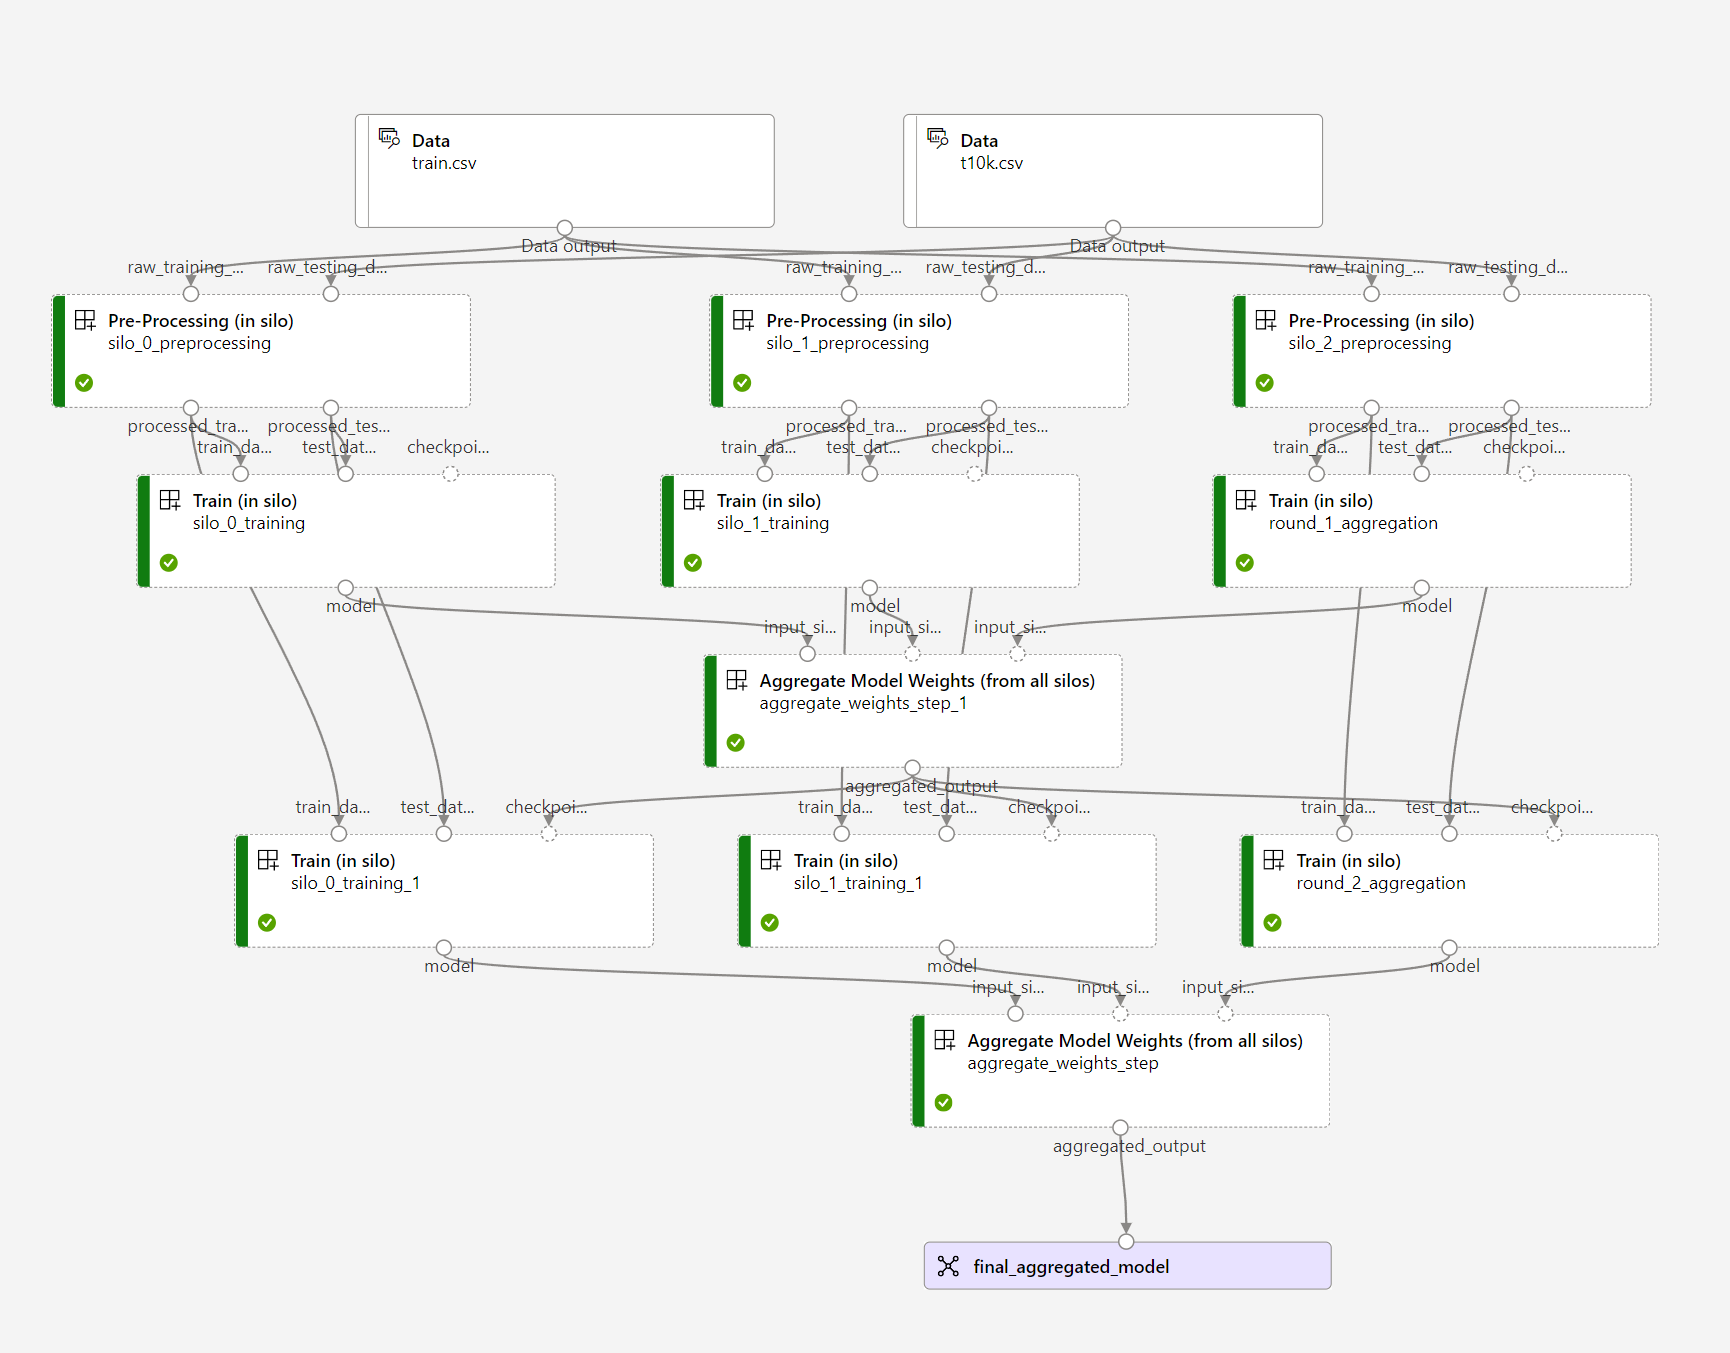 Data
train.csv
Data
t10k.csv
Data output
Data output
raw_training_...
raw_testing_d...
raw_training_...
raw_testing_d...
raw_training_...
raw_testing_d...
Pre-Processing (in silo)
silo_0_preprocessing
Pre-Processing (in silo)
silo_1_preprocessing
Pre-Processing (in silo)
silo_2_preprocessing
processed_tra...
processed_tes...
processed_tra...
processed_tes...
processed_tra...
processed_tes...
train_da...
test_dat...
checkpoi...
train_da...
test_dat...
checkpoi...
train_da...
test_dat...
checkpoi...
Train (in silo)
silo_0_training
Train (in silo)
silo_1_training
Train (in silo)
round_1_aggregation
model
model
model
input_si...
input_si...
input_si...
Aggregate Model Weights (from all silos)
aggregate_weights_step_1
aggregated_output
train_da...
test_dat...
checkpoi...
train_da...
test_dat...
checkpoi...
train_da...
test_dat...
checkpoi...
Train (in silo)
silo_0_training_1
Train (in silo)
silo_1_training_1
Train (in silo)
round_2_aggregation
model
model
model
input_si...
input_si...
input_si...
Aggregate Model Weights (from all silos)
aggregate_weights_step
aggregated_output
final_aggregated_model